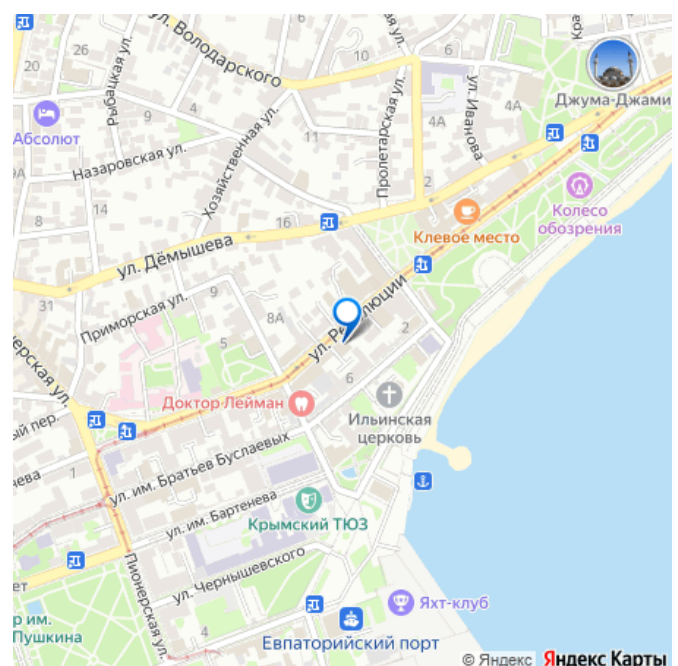 ул. Володарского
20
26
Рыбацкая ул.
4
Абсолют
9
11
Хозяйственная ул.
Пролетарская ул.
ул. Иванова
4А
4А
Джума-Джами
Назаровская ул.
9А
14
8
16
2
Клевое место
Колесо
обозрения
ул. Дёмышева
31
Приморская ул.
9
8А
5
ул. Революции
2
6
Доктор Лейман
Ильинская
церковь
1
ул. им. Братьев Буслаевых
ул. им. Бартенева
Крымский ТЮЗ
ул. Чернышевского
Пионерская ул.
4
Яхт-клуб
Пушкина
Евпаторийский порт
© Яндекс Яндекс Карты